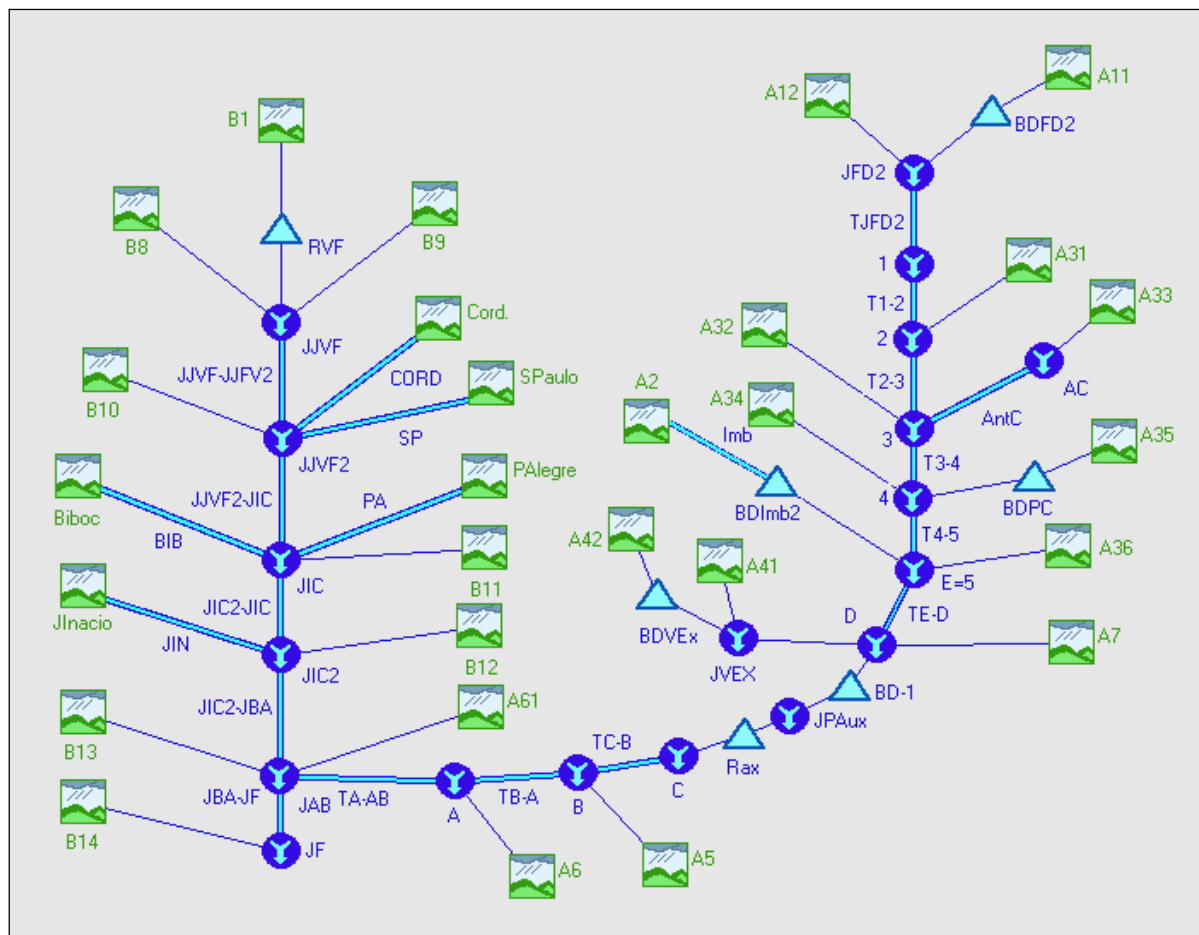 A12
A11
BDFD2
B1
JFD2
TJFD2
B8
RVF
B9
A31
1
T1-2
A33
Cord.
A32
2
JJVF
SPaulo
T2-3
AC
JJVF-JJFV2
CORD
A2
A34
AntC
B10
Imb
3
A35
SP
JJVF2
T3-4
PAlegre
4
BDPC
JJVF2-JIC
PA
BDImb2
Biboc
T4-5
BIB
A42
A41
A36
JIC
B11
E=5
JInacio
JIC2-JIC
TE-D
D
JIN
BDVEx
A7
JIC2
B12
JVEX
BD-1
JIC2-JBA
A61
JPAux
B13
TC-B
Rax
JBA-JF
JAB
TA-AB
A
TB-A
B
C
B14
JF
A6
A5